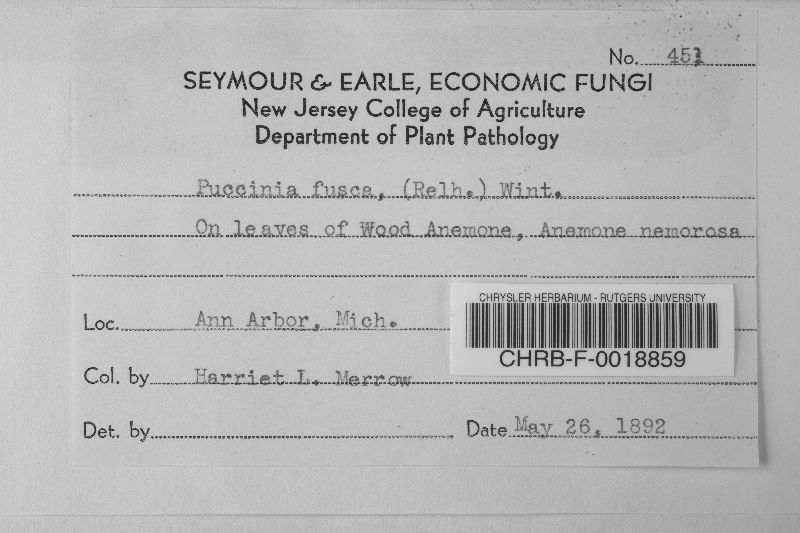 No. 451
SEYMOUR & EARLE, ECONOMIC FUNGI
New Jersey College of Agriculture
Department of Plant Pathology
Puccinia fusca, (Relh.) Wint.
On leaves of Wood Anemone, Anemone nemorosa
CHRYSLER HERBARIUM - RUTGERS UNIVERSITY
CHRB-F-0018859
Loc. Ann Arbor, Mich.
Col. by Harriet L. Merrow
Det. by
Date May 26, 1892